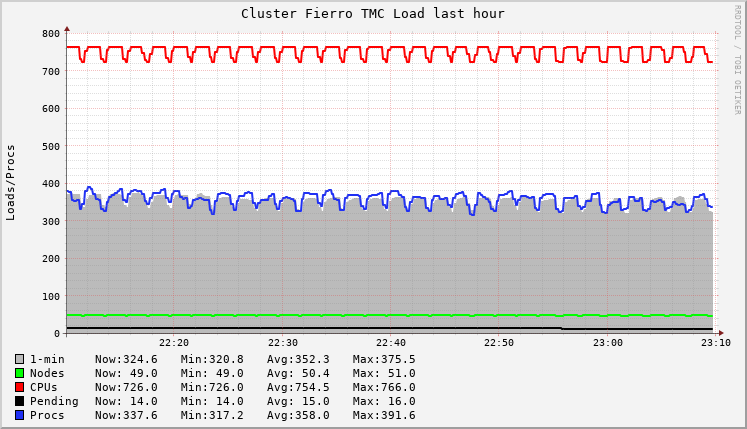 Cluster Fierro TMC Load last hour
RRDTOOL / TOBI OETIKER
Loads/Procs
800
700
600
500
400
300
200
100
0
22:20 22:30 22:40 22:50 23:00 23:10
1-min Now:324.6 Min:320.8 Avg:352.3 Max:375.5
Nodes Now: 49.0 Min: 49.0 Avg: 50.4 Max: 51.0
CPUs Now:726.0 Min:726.0 Avg:754.5 Max:766.0
Pending Now: 14.0 Min: 14.0 Avg: 15.0 Max: 16.0
Procs Now:337.6 Min:317.2 Avg:358.0 Max:391.6